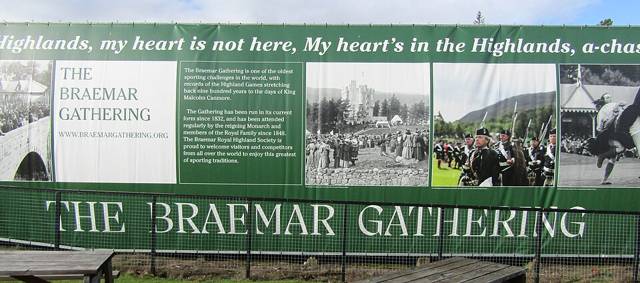 Highlands, my heart is not here, My heart's in the Highlands, a-chas
THE
BRAEMAR
GATHERING
WWW.BRAEMARGATHERING.ORG
The Braemar Gathering is one of the oldest
sporting challenges in the world, with
records of the Highland Games stretching
back nine hundred years to the days of King
Malcolm Canmore.
The Gathering has been run in its current
form since 1832, and has been attended
regularly by the reigning Monarch and
members of the Royal Family since 1848.
The Braemar Royal Highland Society is
proud to welcome visitors and competitors
from all over the world to enjoy this greatest
of sporting traditions.
THE BRAEMAR GATHERING